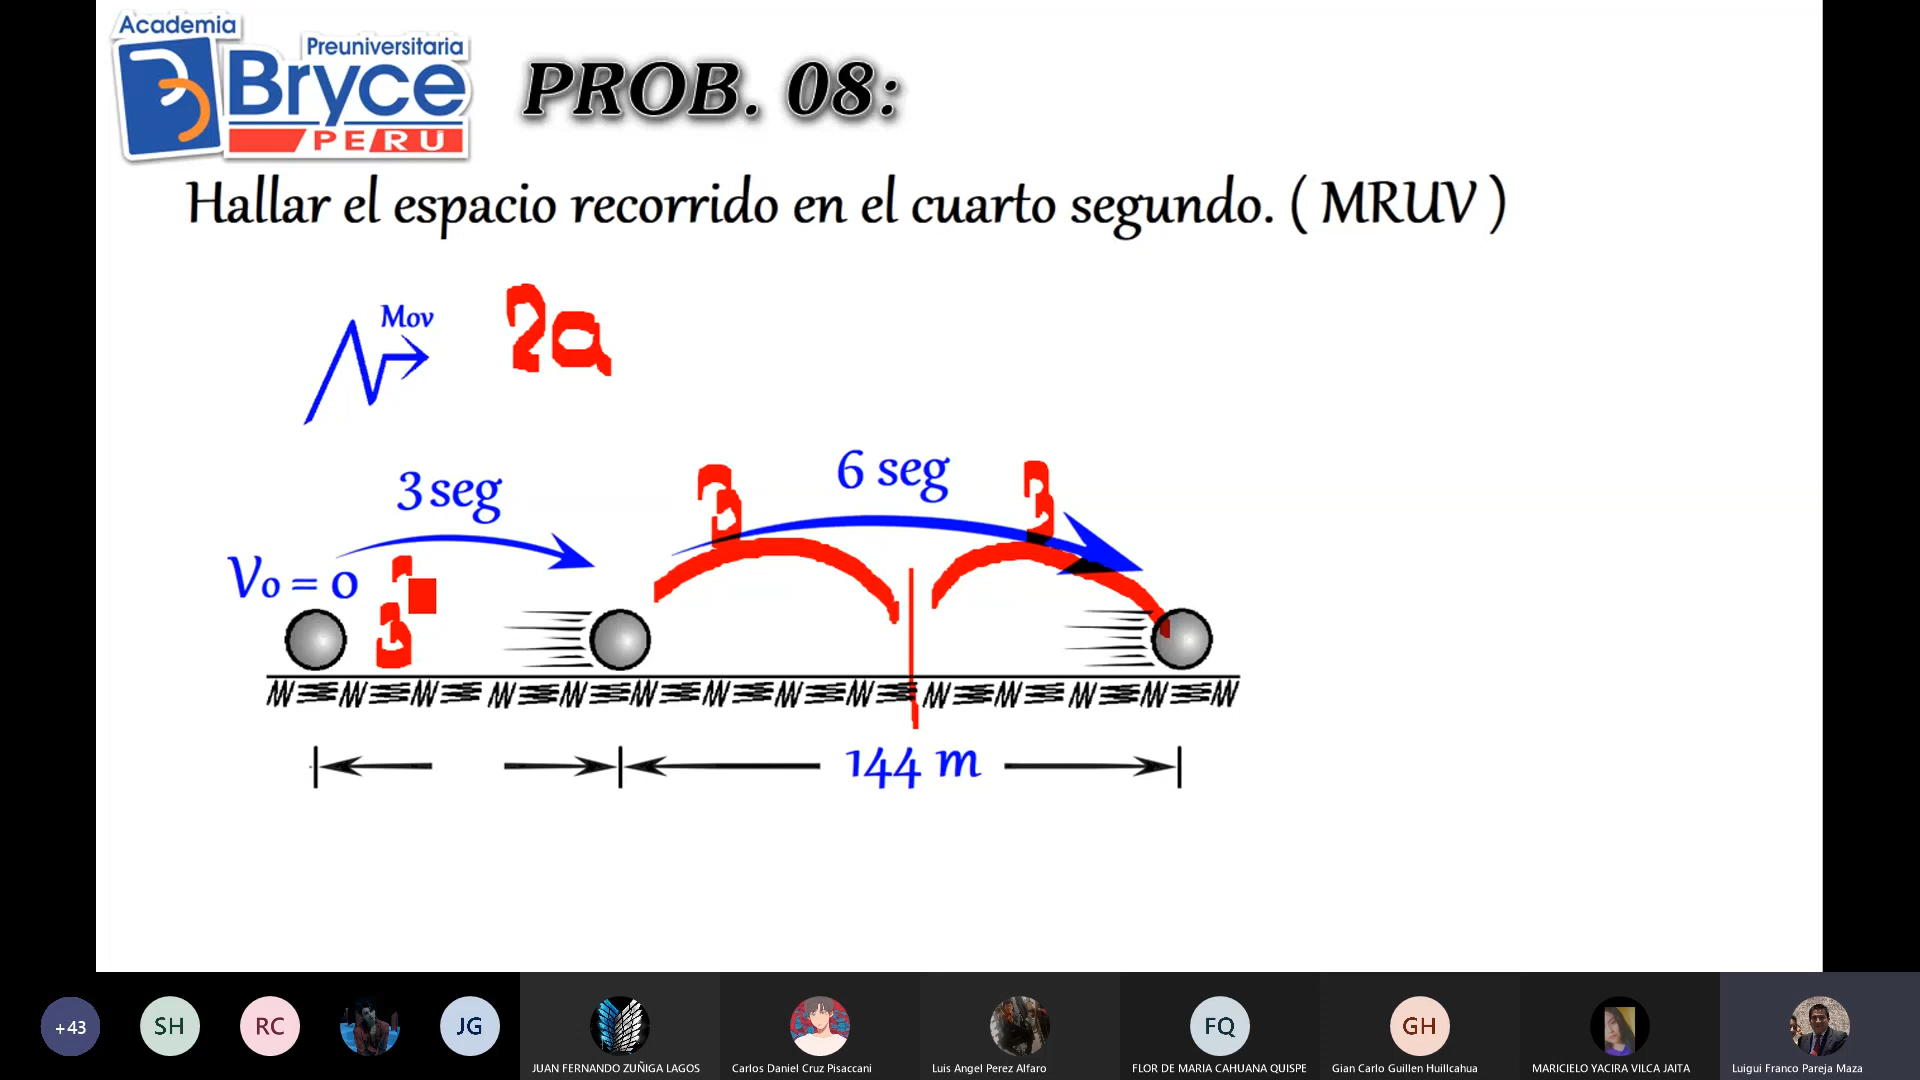 Academia
Preuniversitaria
Bryce
PERÚ
PROB. 08:
Hallar el espacio recorrido en el cuarto segundo. ( MRUV )
Mov
2a
3 seg
3
6 seg
3
V₀ = 0
3
144 m
+43
SH
RC
JG
FQ
GH
JUAN FERNANDO ZUÑIGA LAGOS
Carlos Daniel Cruz Pisaccani
Luis Angel Perez Alfaro
FLOR DE MARIA CAHUANA QUISPE
Gian Carlo Guillen Huillcahua
MARICIELO YACIRA VILCA JAITA
Luigui Franco Pareja Maza